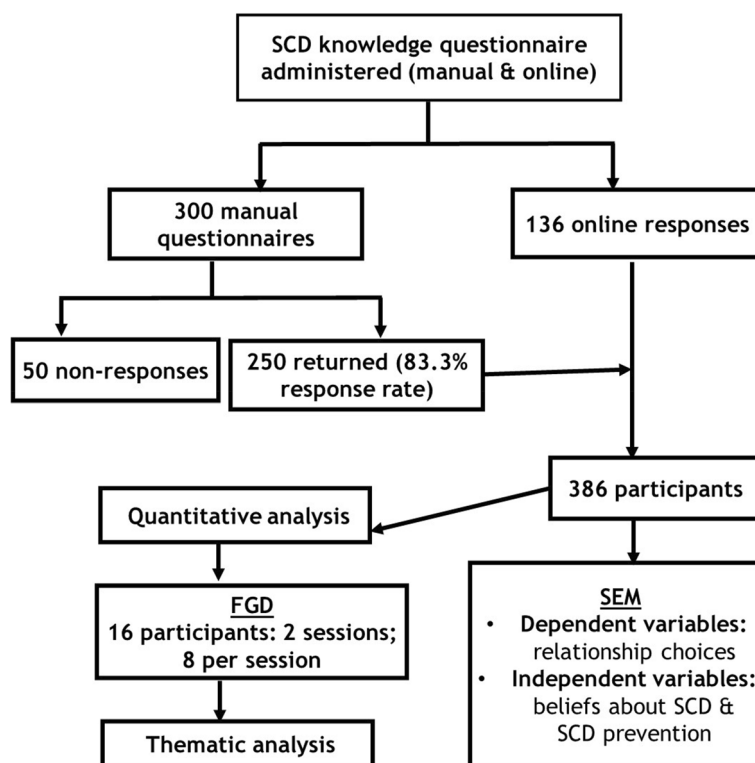 SCD knowledge questionnaire
administered (manual & online)
300 manual
questionnaires
136 online responses
50 non-responses
250 returned (83.3%
response rate)
386 participants
Quantitative analysis
FGD
16 participants: 2 sessions;
8 per session
Thematic analysis
SEM
• Dependent variables:
relationship choices
• Independent variables:
beliefs about SCD &
SCD prevention